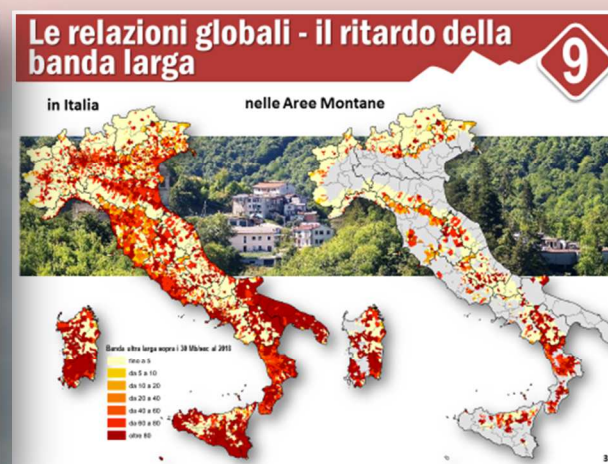 Le relazioni globali - il ritardo della
banda larga
9
in Italia
nelle Aree Montane
Banda ultra larga sopra i 30 Mb/sec al 2018
fino a 5
da 5 a 10
da 10 a 20
da 20 a 40
da 40 a 60
da 60 a 80
oltre 80
3